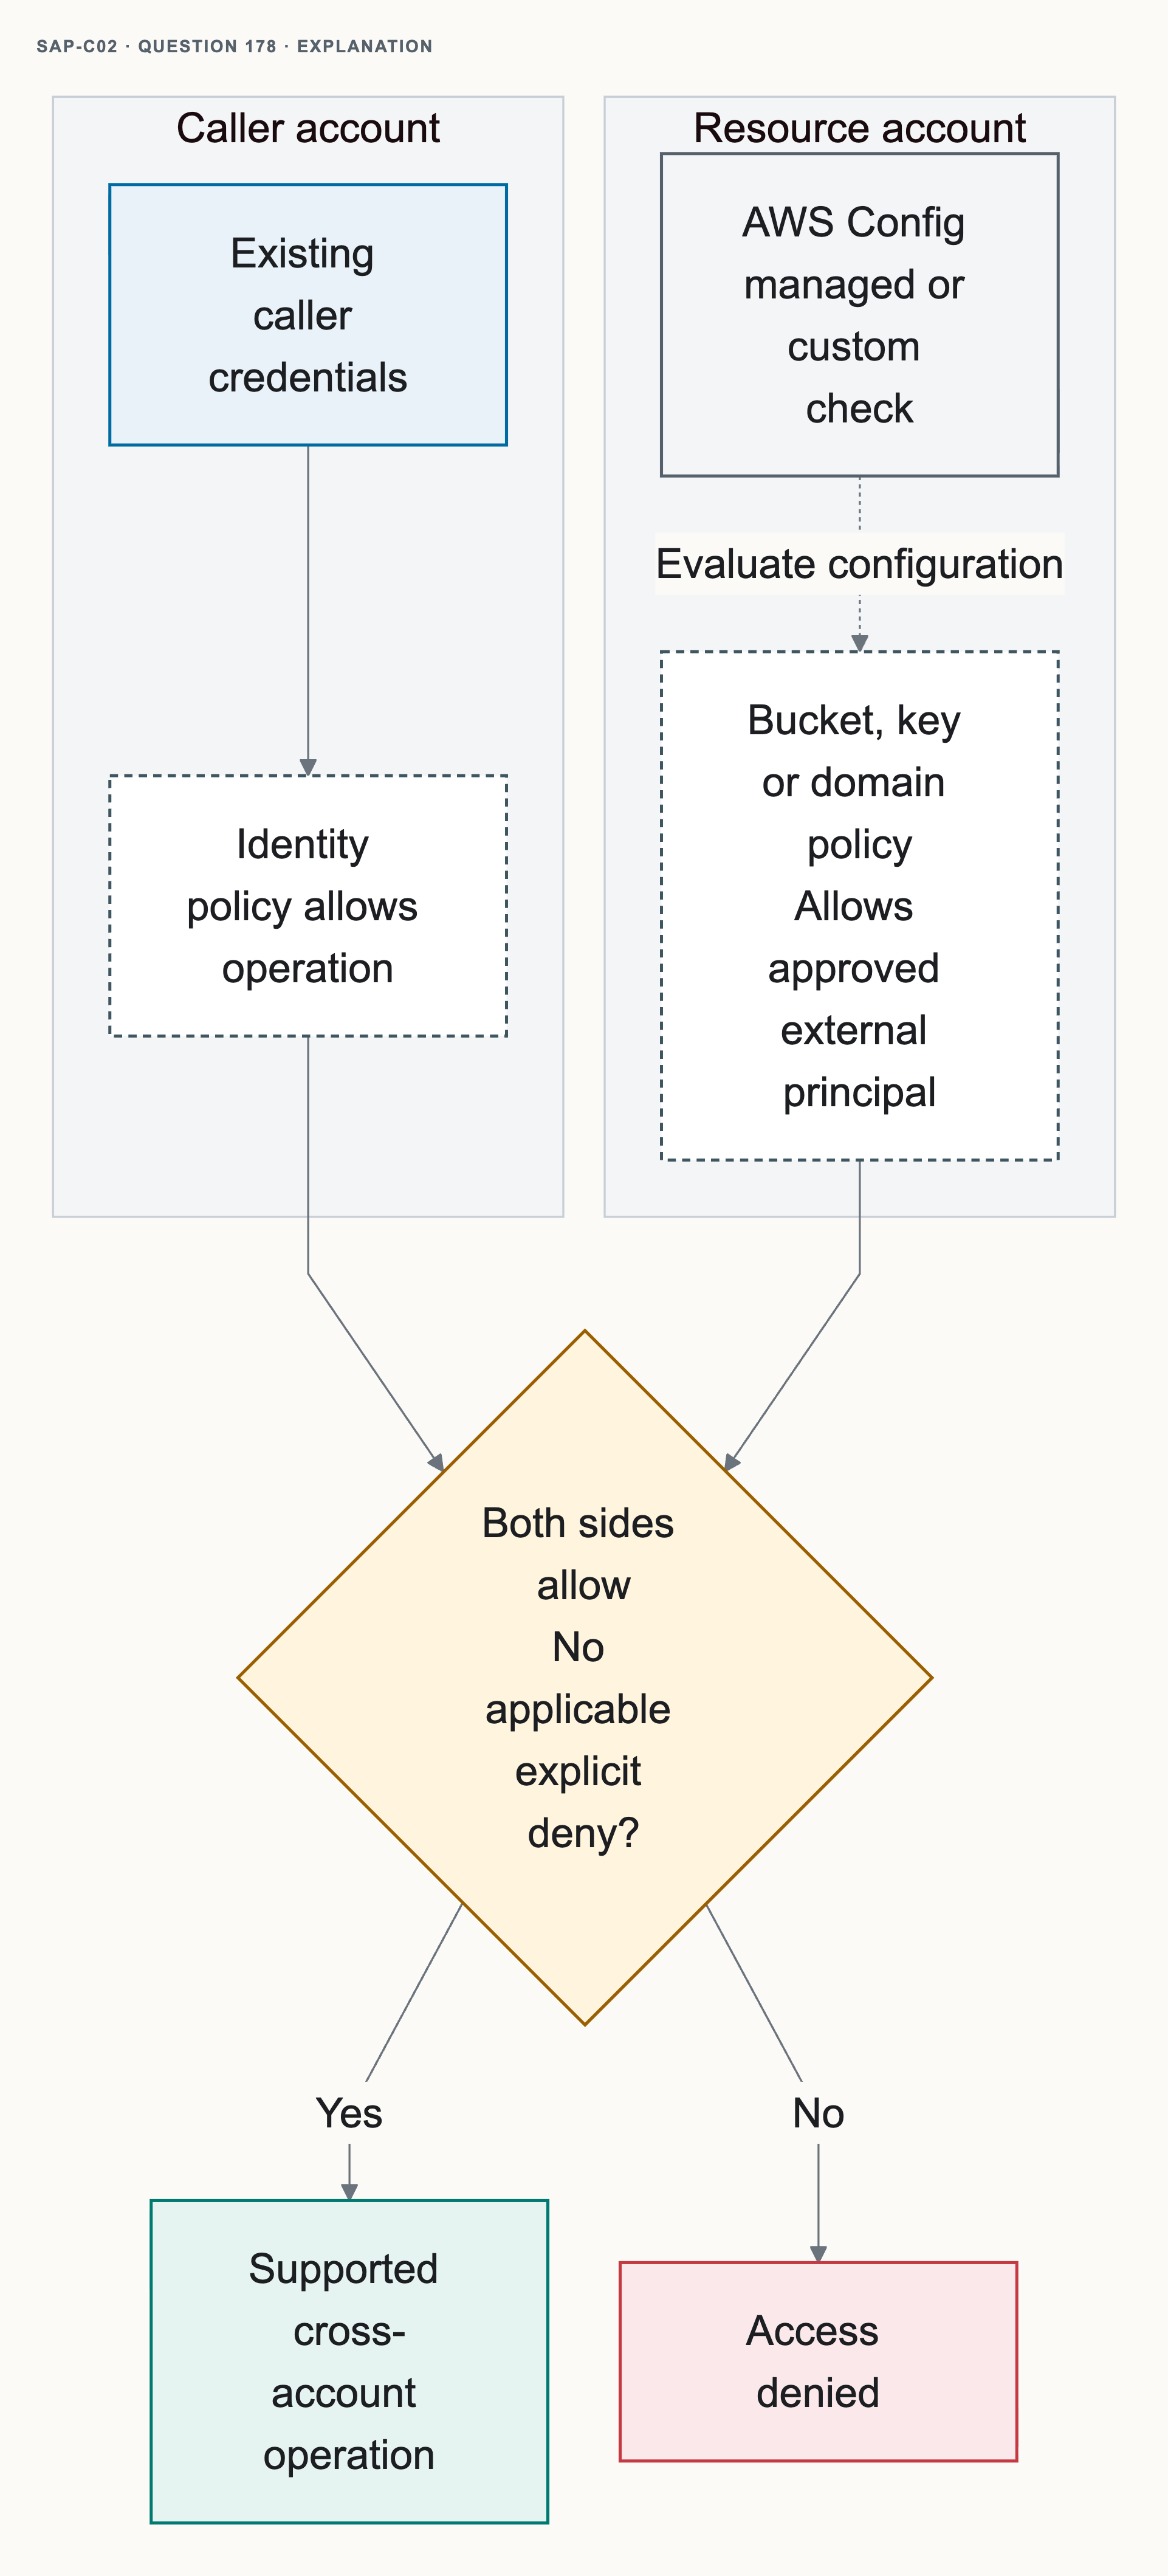 SAP-C02 · QUESTION 178 · EXPLANATION
Caller account
Existing
caller
credentials
Identity
policy allows
operation
Resource account
AWS Config
managed or
custom
check
Evaluate configuration
Bucket, key
or domain
policy
Allows
approved
external
principal
Both sides
allow
No
applicable
explicit
deny?
Yes
No
Supported
cross-
account
operation
Access
denied